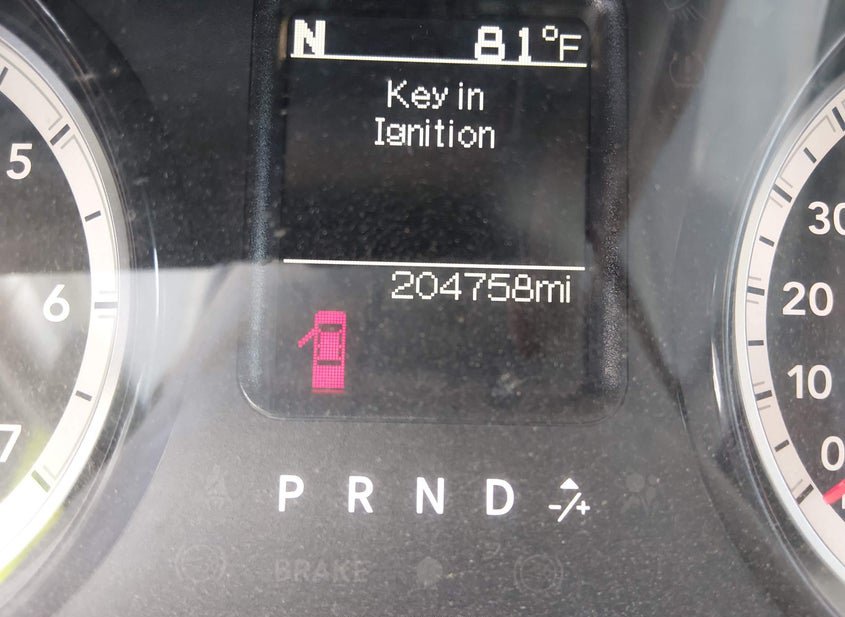 N 81°F
Key in
Ignition
204758mi
5
6
7
30
20
10
0
P R N D -/+
BRAKE